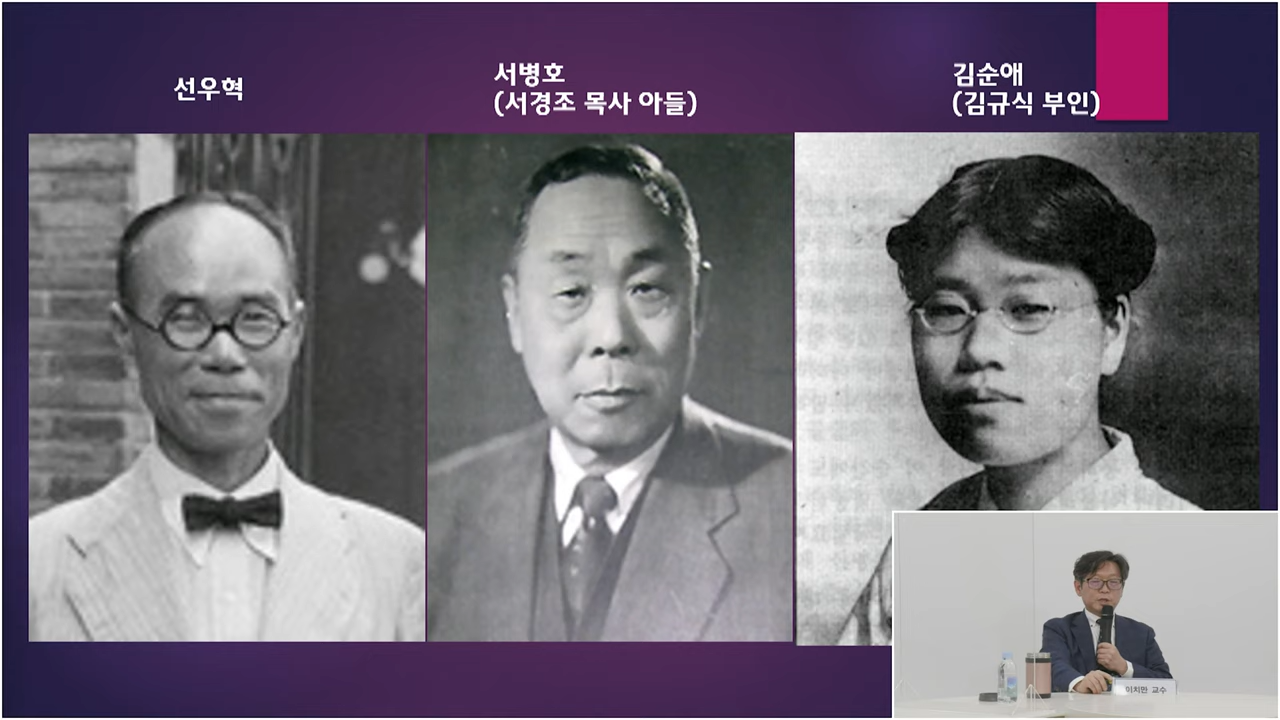 선우혁
서병호
(서경조 목사 아들)
김순애
(김규식 부인)
이치만 교수